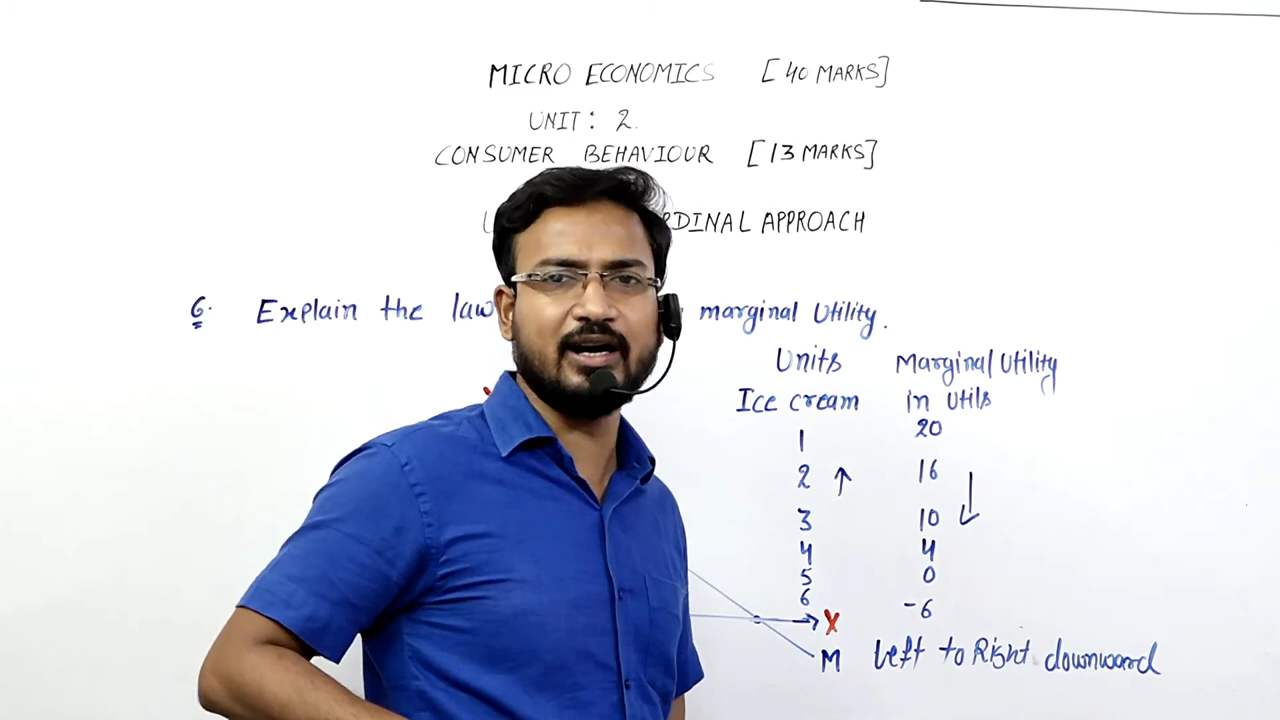 MICRO ECONOMICS [40 MARKS]
UNIT: 2.
CONSUMER BEHAVIOUR [13 MARKS]
APPROACH
6. Explain the law marginal Utility.
Units Marginal Utility
Ice cream in utils
1 20
2 ↑ 16
3 10 ↓
4 4
5 0
6 -6
X
M Left to Right downward